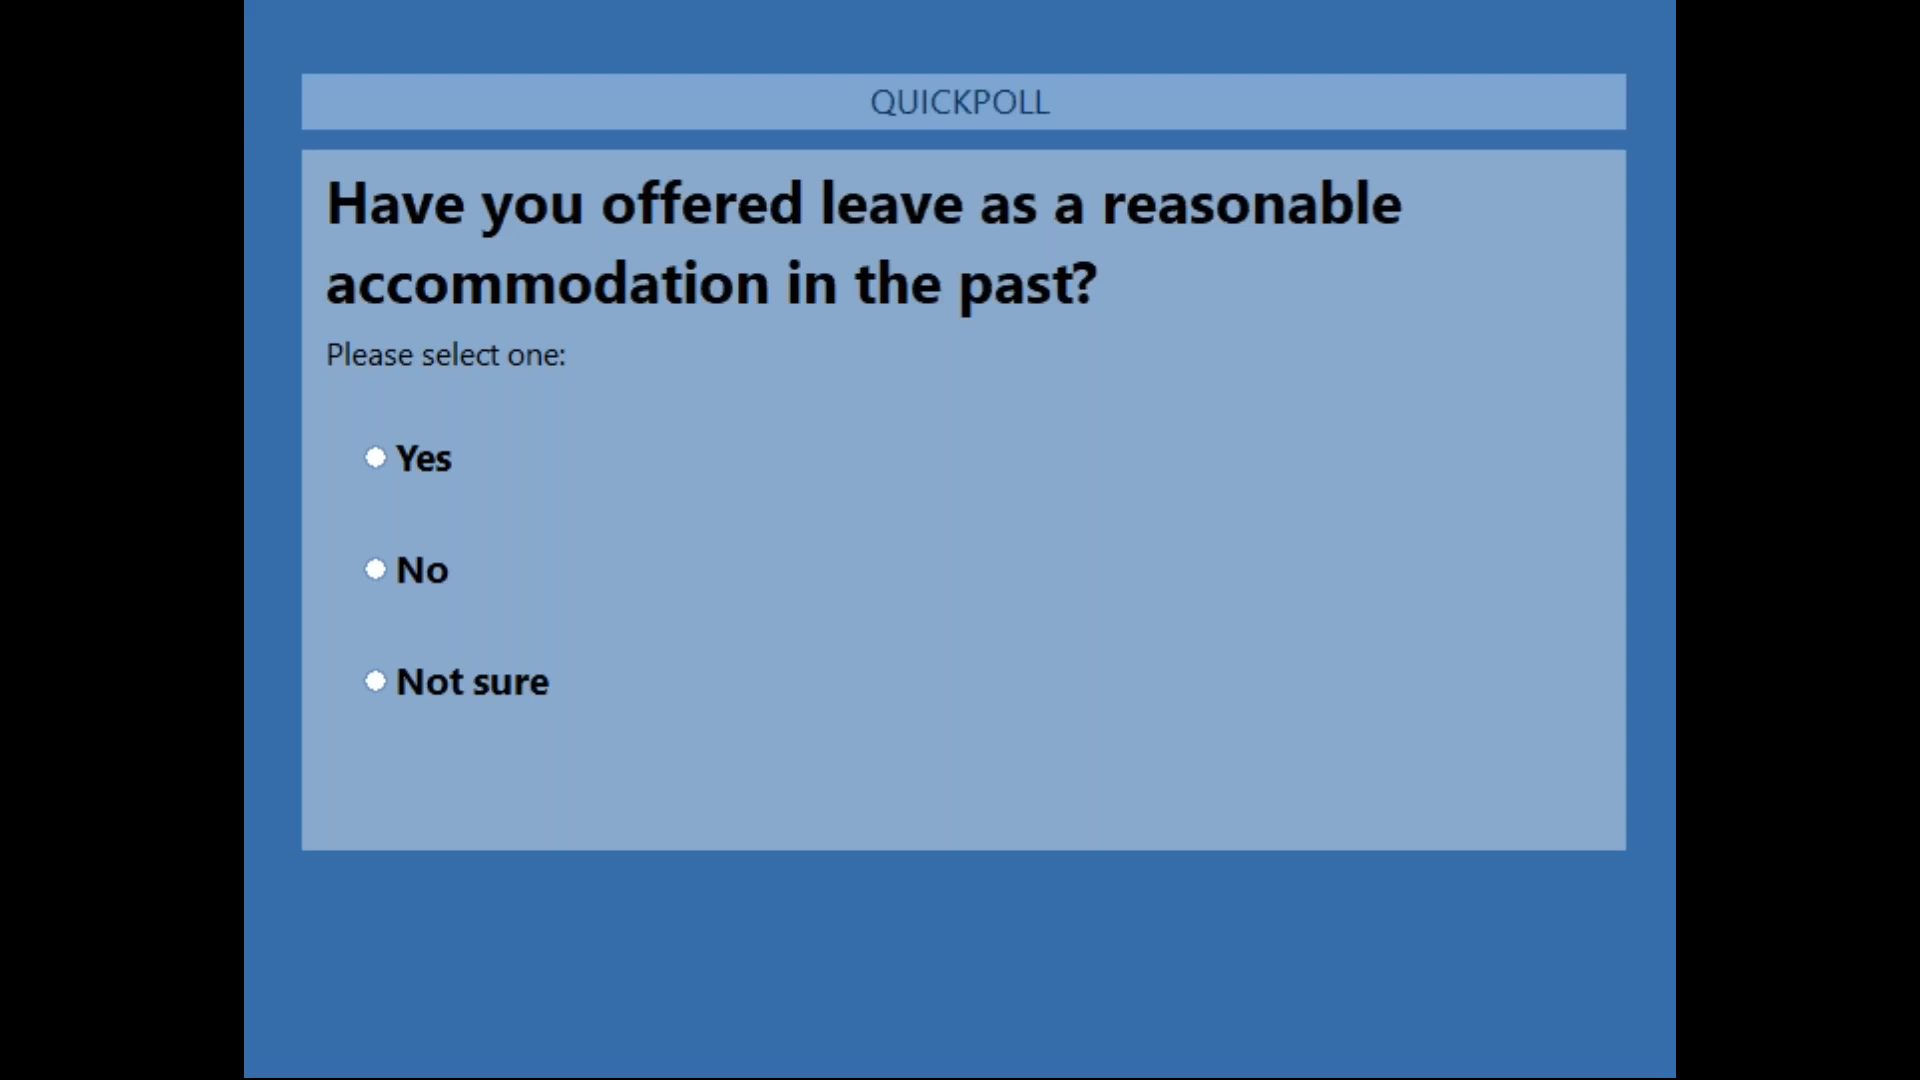 QUICKPOLL
Have you offered leave as a reasonable
accommodation in the past?
Please select one:
Yes
No
Not sure